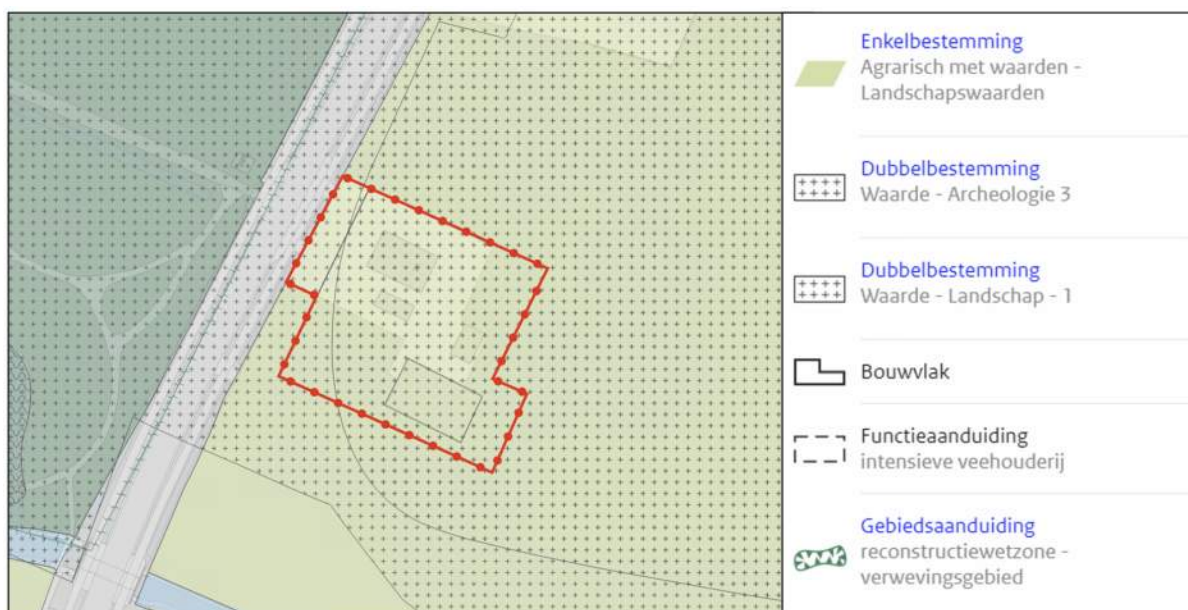 Enkelbestemming
Agrarisch met waarden -
Landschapswaarden
Dubbelbestemming
Waarde - Archeologie 3
Dubbelbestemming
Waarde - Landschap - 1
Bouwvlak
Functieaanduiding
intensieve veehouderij
Gebiedsaanduiding
reconstructiewetzone -
verwevingsgebied